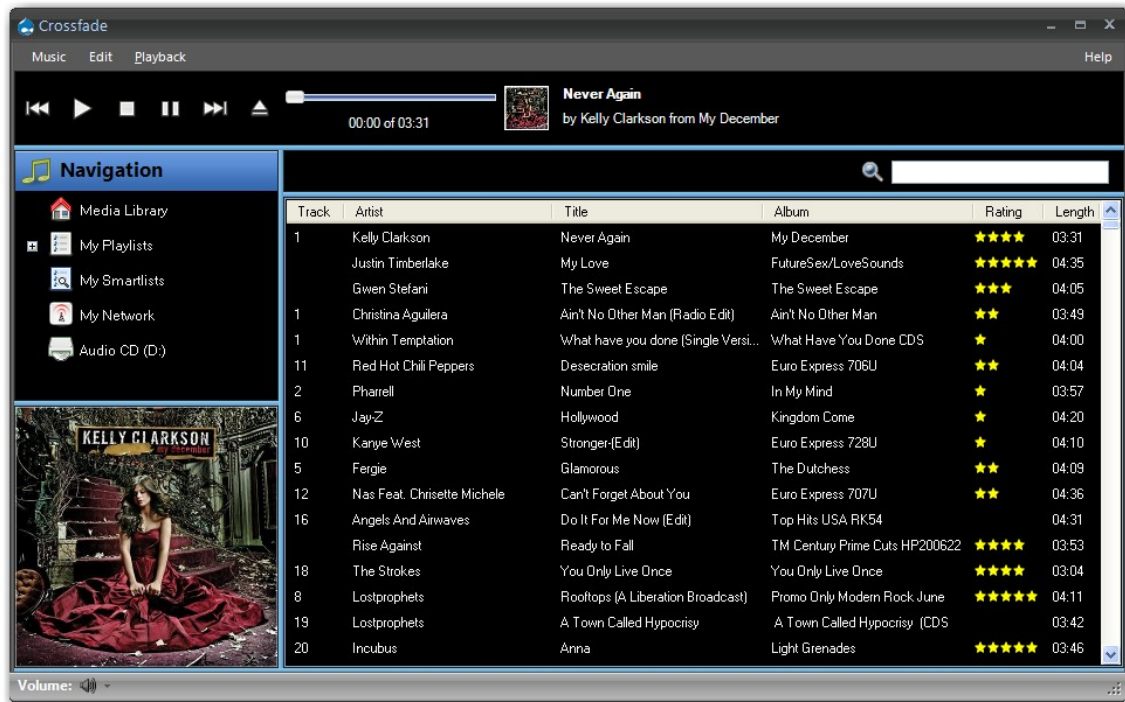 Crossfade
Music Edit Playback Help
Never Again
by Kelly Clarkson from My December
00:00 of 03:31
Navigation
Media Library
My Playlists
My Smartlists
My Network
Audio CD (D:)
KELLY CLARKSON
my december
Track Artist Title Album Rating Length
1 Kelly Clarkson Never Again My December 03:31
Justin Timberlake My Love FutureSex/LoveSounds 04:35
Gwen Stefani The Sweet Escape The Sweet Escape 04:05
1 Christina Aguilera Ain't No Other Man (Radio Edit) Ain't No Other Man 03:49
1 Within Temptation What have you done (Single Versi... What Have You Done CDS 04:00
11 Red Hot Chili Peppers Desecration smile Euro Express 706U 04:04
2 Pharrell Number One In My Mind 03:57
6 Jay-Z Hollywood Kingdom Come 04:20
10 Kanye West Stronger-(Edit) Euro Express 728U 04:10
5 Fergie Glamorous The Dutchess 04:09
12 Nas Feat. Chrisette Michele Can't Forget About You Euro Express 707U 04:36
16 Angels And Airwaves Do It For Me Now (Edit) Top Hits USA RK54 04:31
Rise Against Ready to Fall TM Century Prime Cuts HP200622 03:53
18 The Strokes You Only Live Once You Only Live Once 03:04
8 Lostprophets Rooftops (A Liberation Broadcast) Promo Only Modern Rock June 04:11
19 Lostprophets A Town Called Hypocrisy A Town Called Hypocrisy (CDS 03:42
20 Incubus Anna Light Grenades 03:46
Volume: